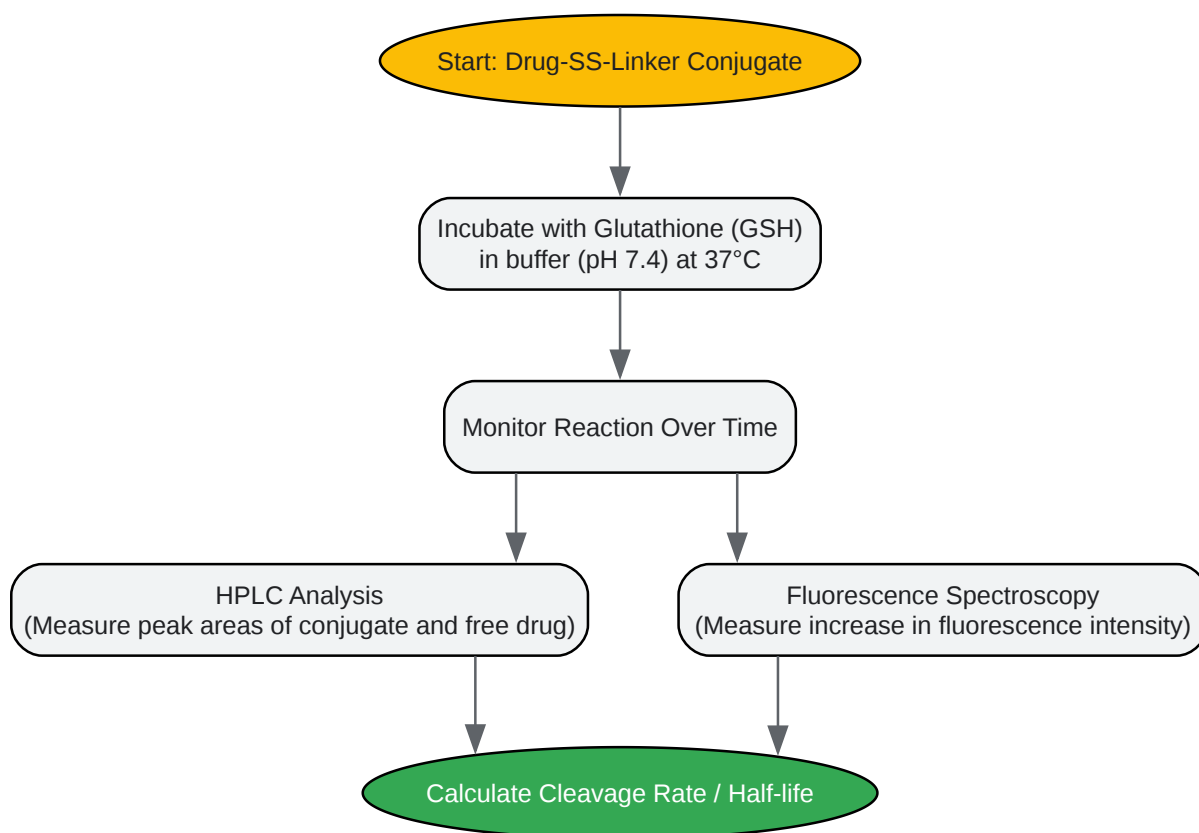 Start: Drug-SS-Linker Conjugate
Incubate with Glutathione (GSH)
in buffer (pH 7.4) at 37°C
Monitor Reaction Over Time
HPLC Analysis
(Measure peak areas of conjugate and free drug)
Fluorescence Spectroscopy
(Measure increase in fluorescence intensity)
Calculate Cleavage Rate / Half-life